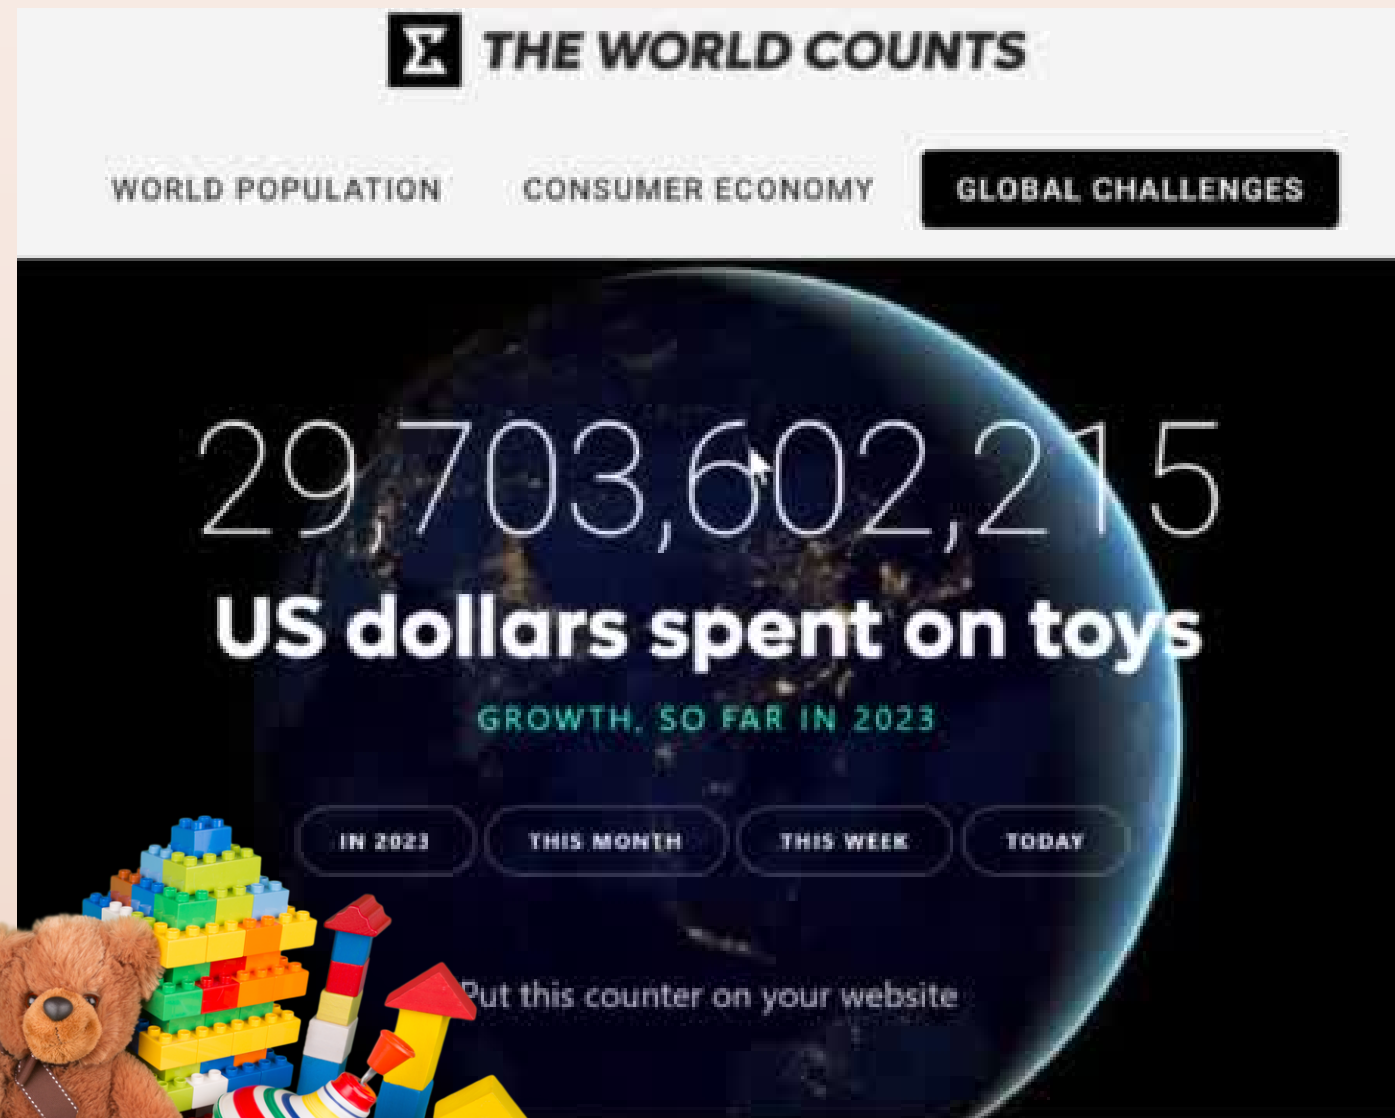 THE WORLD COUNTS
WORLD POPULATION CONSUMER ECONOMY GLOBAL CHALLENGES
29,703,602,215
US dollars spent on toys
GROWTH, SO FAR IN 2023
IN 2023 THIS MONTH THIS WEEK TODAY
Put this counter on your website